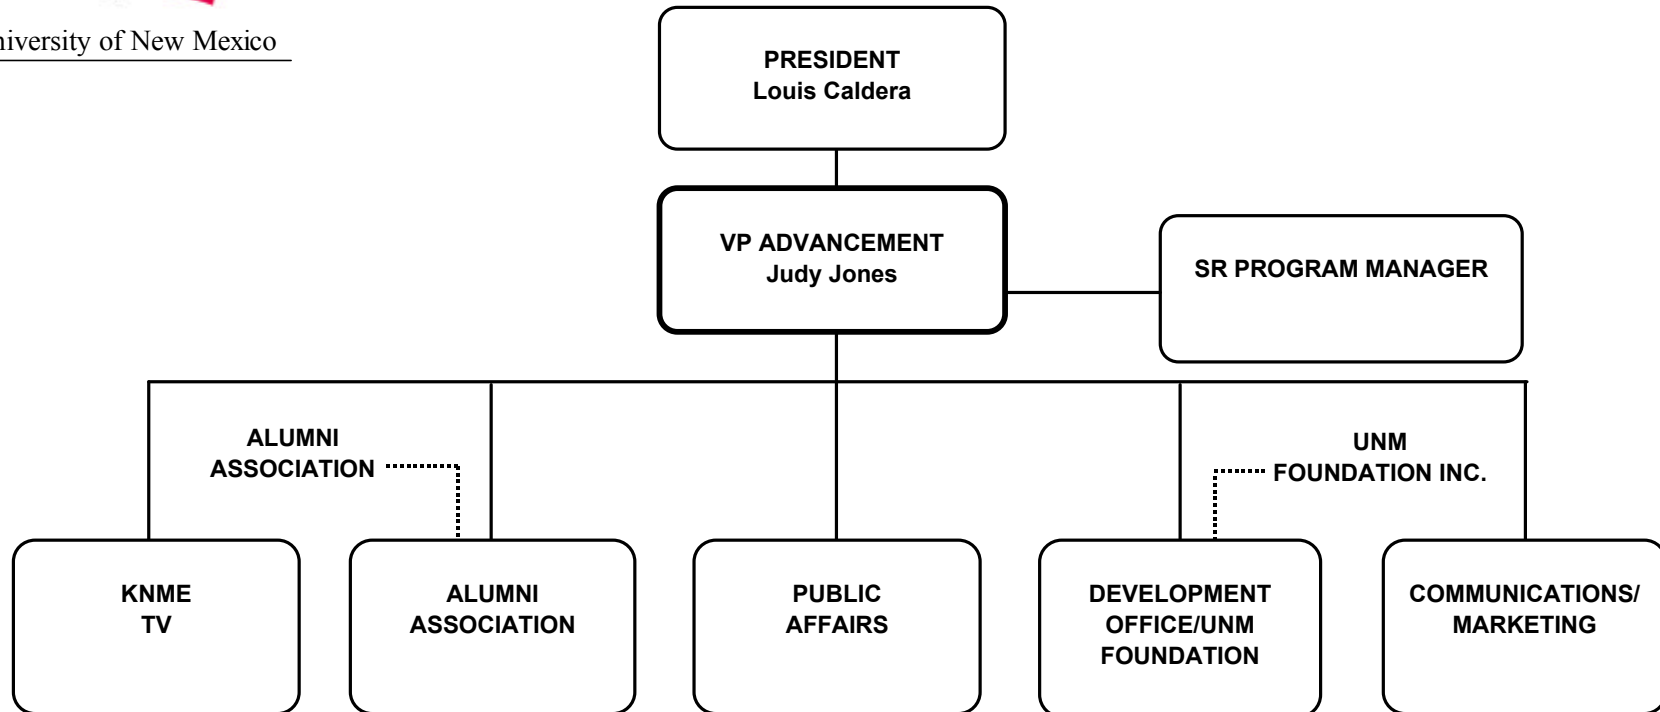 University of New Mexico
PRESIDENT
Louis Caldera
VP ADVANCEMENT
Judy Jones
SR PROGRAM MANAGER
ALUMNI
ASSOCIATION
UNM
FOUNDATION INC.
KNME
TV
ALUMNI
ASSOCIATION
PUBLIC
AFFAIRS
DEVELOPMENT
OFFICE/UNM
FOUNDATION
COMMUNICATIONS/
MARKETING